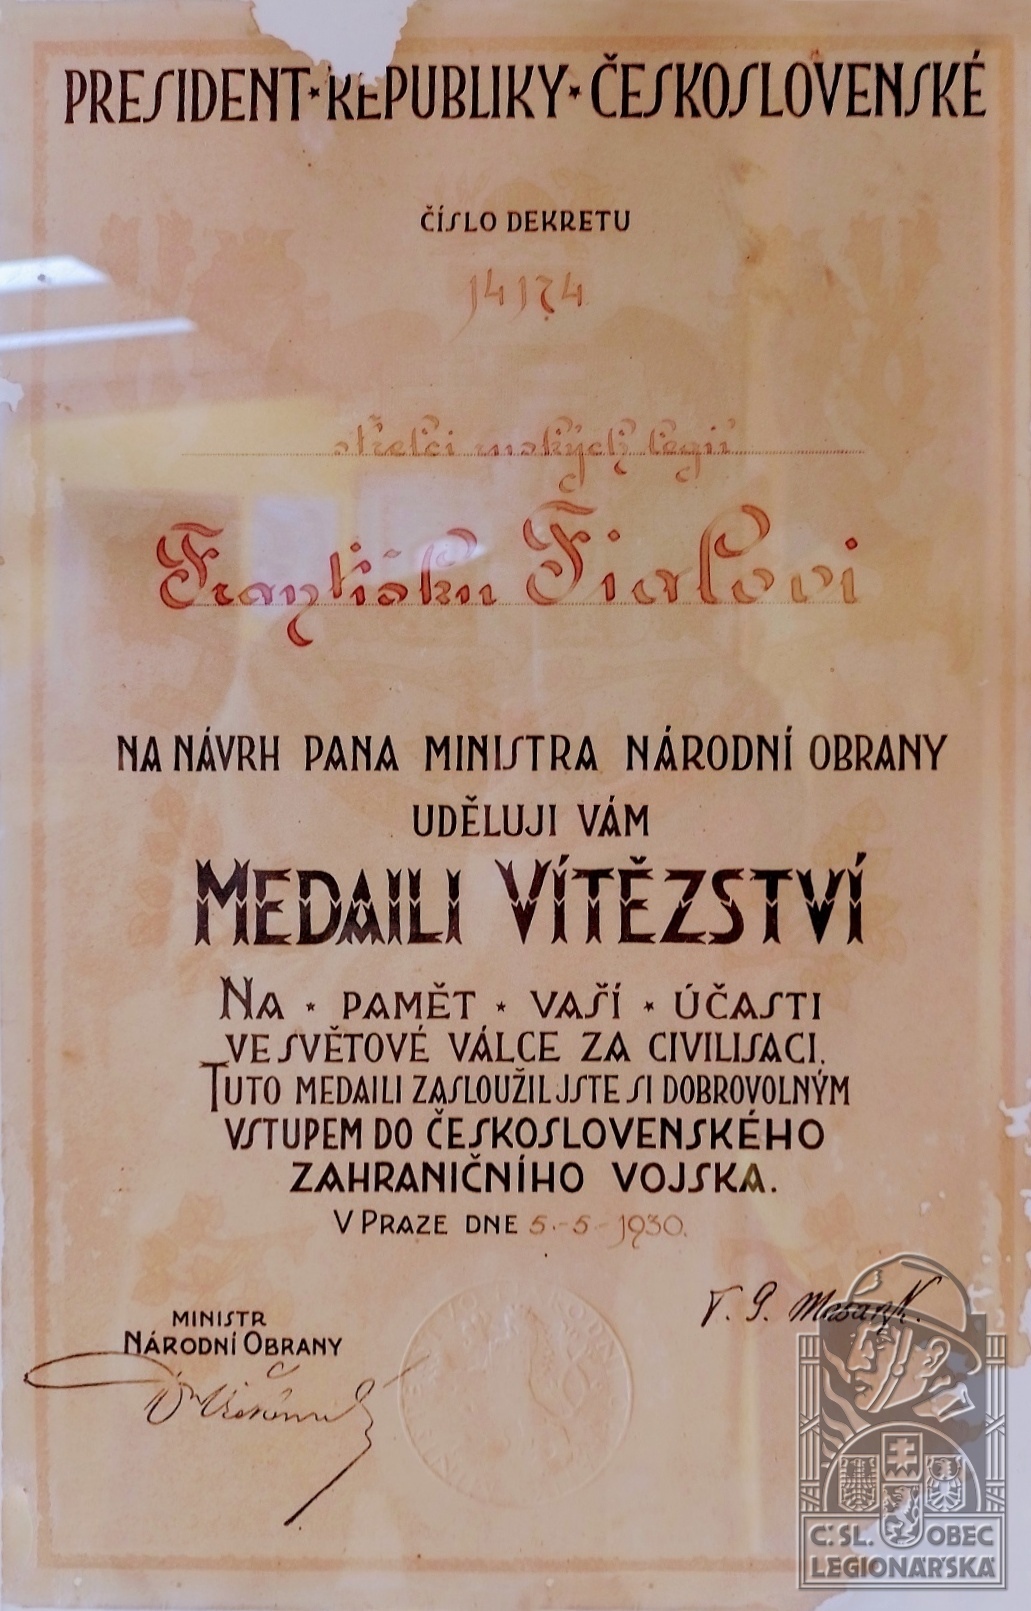 PRESIDENT * REPUBLIKY * ČESKOSLOVENSKÉ
ČÍSLO DEKRETU
14174
střelci ruských legií
Františku Fialovi
NA NÁVRH PANA MINISTRA NÁRODNÍ OBRANY
UDĚLUJI VÁM
MEDAILI VÍTĚZSTVÍ
NA * PAMĚT * VAŠÍ * ÚČASTI
VE SVĚTOVÉ VÁLCE ZA CIVILISACI.
TUTO MEDAILI ZASLOUŽIL JSTE SI DOBROVOLNÝM
VSTUPEM DO ČESKOSLOVENSKÉHO
ZAHRANIČNÍHO VOJSKA.
V PRAZE DNE 5.-5-1930.
T. G. Masaryk.
MINISTR
NÁRODNÍ OBRANY
Č.SL. OBEC
LEGIONÁŘSKÁ